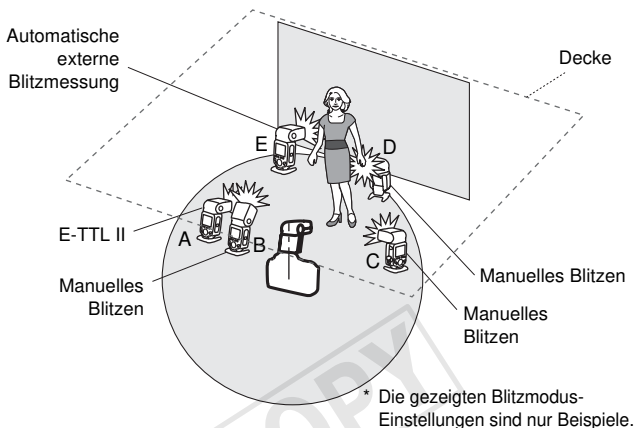 Automatische
externe
Blitzmessung
Decke
E
D
E-TTL II
A
B
C
Manuelles
Blitzen
Manuelles Blitzen
Manuelles
Blitzen
* Die gezeigten Blitzmodus-
Einstellungen sind nur Beispiele.
COPY